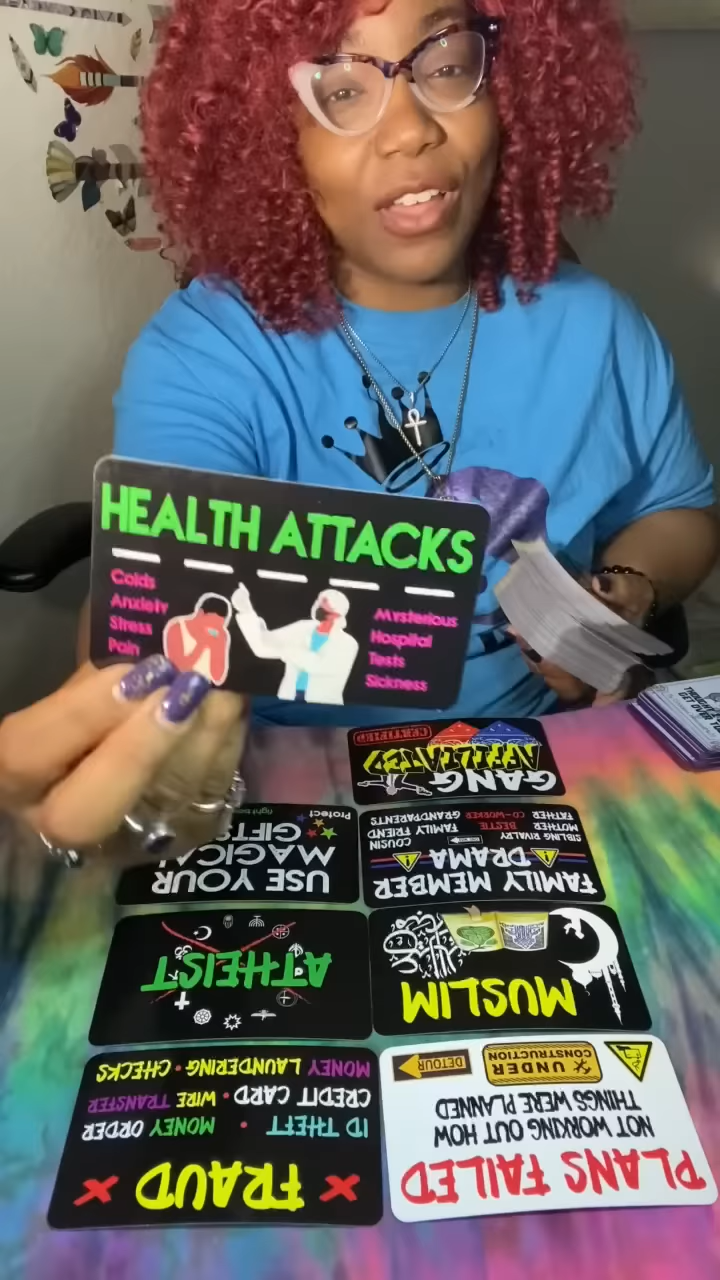 HEALTH ATTACKS
Colds
Anxiety
Stress
Pain
Mysterious
Hospital
Tests
Sickness
GANG
AFFILIATED
CERTIFIED
USE YOUR
MAGICAL
GIFTS
Protect
FAMILY MEMBER
DRAMA
SIBLING RIVALRY
MOTHER
FATHER
BESTIE
CO-WORKER
COUSIN
FAMILY FRIEND
GRANDPARENTS
ATHEIST
MUSLIM
FRAUD
ID THEFT • MONEY ORDER
CREDIT CARD • WIRE TRANSFER
MONEY LAUNDERING • CHECKS
PLANS FAILED
NOT WORKING OUT HOW
THINGS WERE PLANNED
UNDER
CONSTRUCTION
DETOUR
GET OVER